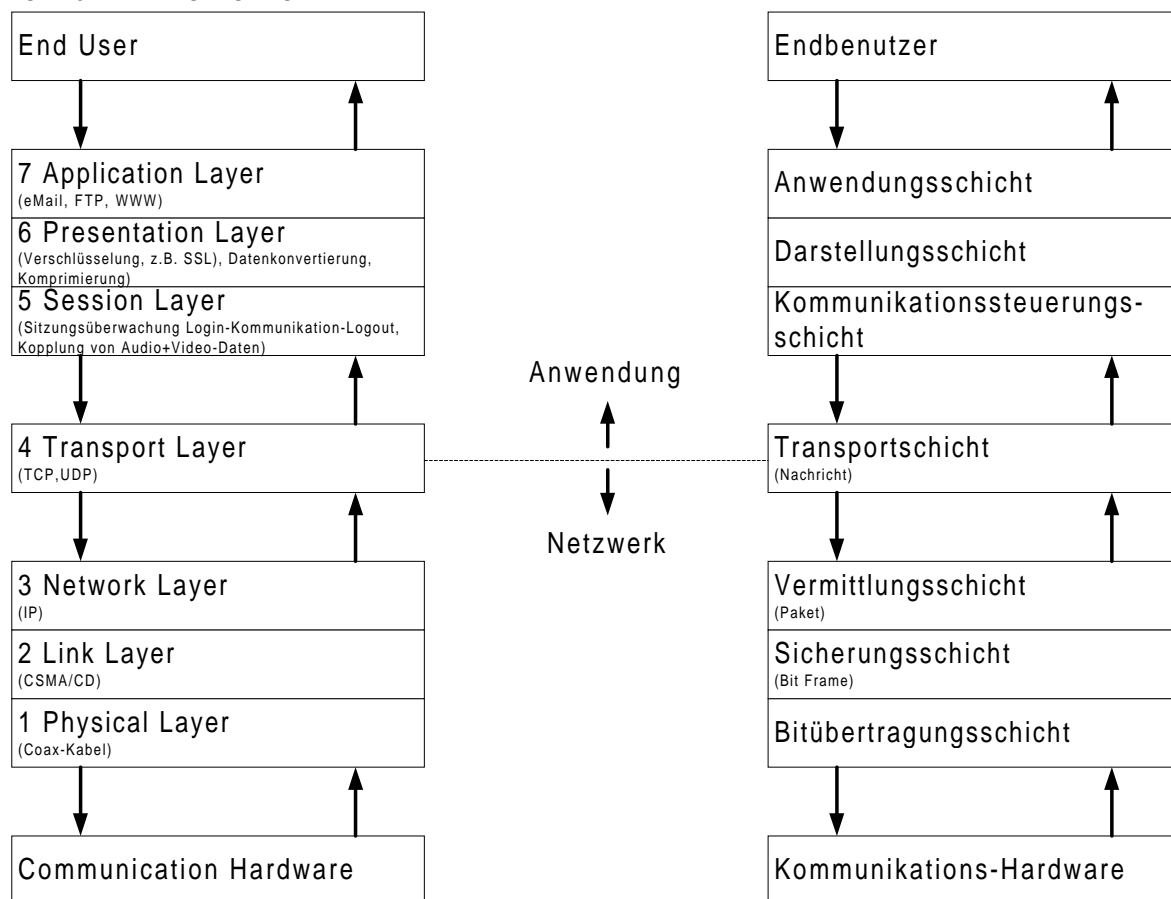 End User
7 Application Layer
(eMail, FTP, WWW)
6 Presentation Layer
(Verschlüsselung, z.B. SSL), Datenkonvertierung,
Komprimierung)
5 Session Layer
(Sitzungsüberwachung Login-Kommunikation-Logout,
Kopplung von Audio+Video-Daten)
4 Transport Layer
(TCP,UDP)
3 Network Layer
(IP)
2 Link Layer
(CSMA/CD)
1 Physical Layer
(Coax-Kabel)
Communication Hardware
Anwendung
Netzwerk
Endbenutzer
Anwendungsschicht
Darstellungsschicht
Kommunikationssteuerungs-
schicht
Transportschicht
(Nachricht)
Vermittlungsschicht
(Paket)
Sicherungsschicht
(Bit Frame)
Bitübertragungsschicht
Kommunikations-Hardware